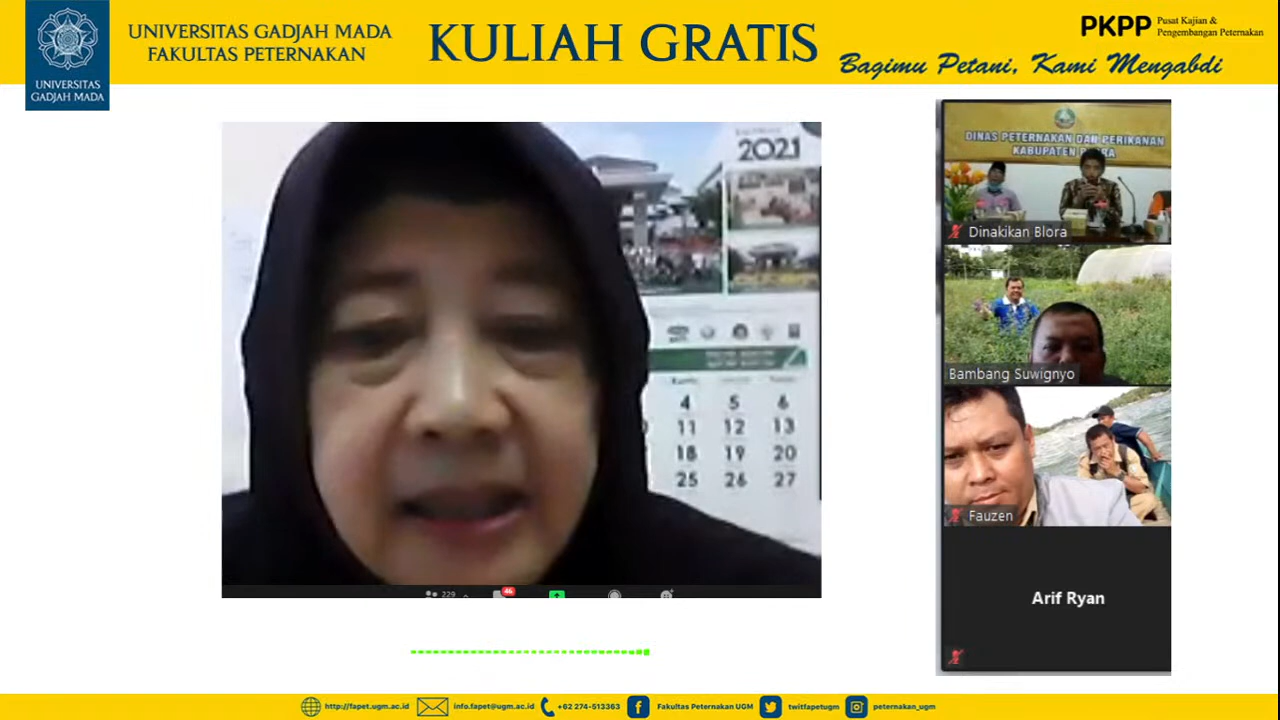 UNIVERSITAS GADJAH MADA
FAKULTAS PETERNAKAN
UNIVERSITAS
GADJAH MADA
KULIAH GRATIS
PKPP
Pusat Kajian &
Pengembangan Peternakan
Bagimu Petani, Kami Mengabdi
2021
4 5 6
11 12 13
18 19 20
25 26 27
229
46
DINAS PETERNAKAN DAN PERIKANAN
KABUPATEN
Dinakikan Blora
Bambang Suwignyo
Fauzen
Arif Ryan
http://fapet.ugm.ac.id
info.fapet@ugm.ac.id
+62 274-513363
Fakultas Peternakan UGM
twitfapetugm
peternakan_ugm